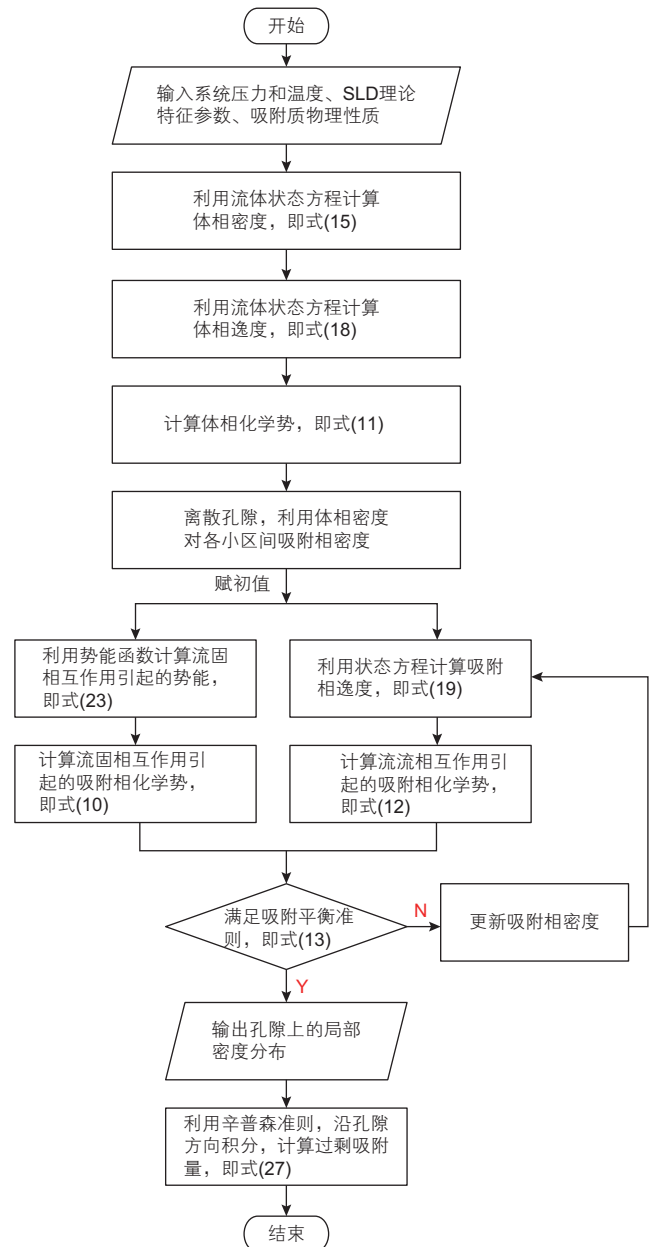 开始
输入系统压力和温度、SLD理论
特征参数、吸附质物理性质
利用流体状态方程计算
体相密度，即式(15)
利用流体状态方程计算
体相逸度，即式(18)
计算体相化学势，即式(11)
离散孔隙，利用体相密度
对各小区间吸附相密度
赋初值
利用势能函数计算流固
相互作用引起的势能，
即式(23)
利用状态方程计算吸附
相逸度，即式(19)
计算流固相互作用引
起的吸附相化学势，
即式(10)
计算流流相互作用引
起的吸附相化学势，
即式(12)
满足吸附平衡准
则，即式(13)
N
更新吸附相密度
Y
输出孔隙上的局部
密度分布
利用辛普森准则，沿孔隙
方向积分，计算过剩吸附
量，即式(27)
结束